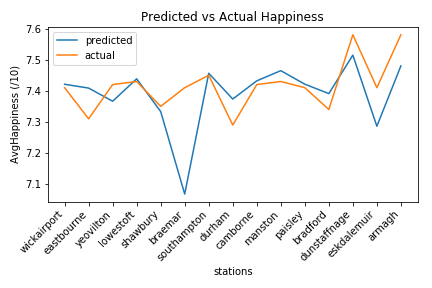 Predicted vs Actual Happiness
predicted
actual
AvgHappiness (/10)
7.6
7.5
7.4
7.3
7.2
7.1
wickairport
eastbourne
yeovilton
lowestoft
shawbury
braemar
southampton
durham
camborne
manston
paisley
bradford
dunstaffnage
eskdalemuir
armagh
stations